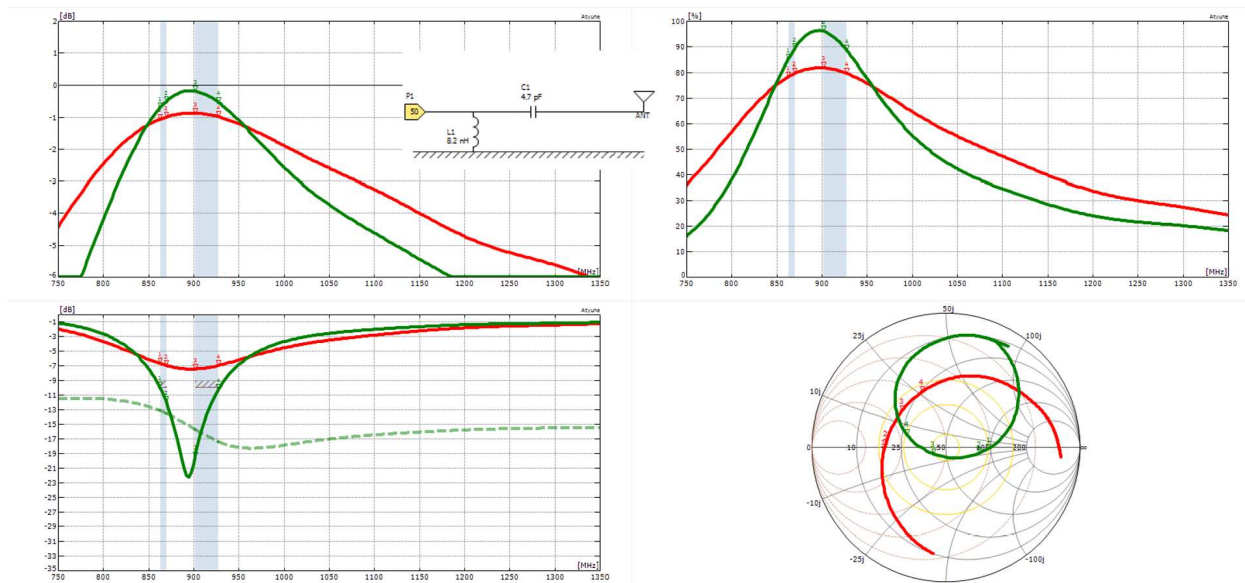 [dB]
Atyune
2
1
0
-1
-2
-3
-4
-5
-6
[MHz]
750 800 850 900 950 1000 1050 1100 1150 1200 1250 1300 1350
P1
50
L1
8.2 nH
C1
4.7 pF
ANT
[%]
Atyune
100
90
80
70
60
50
40
30
20
10
0
[MHz]
750 800 850 900 950 1000 1050 1100 1150 1200 1250 1300 1350
[dB]
Atyune
-1
-3
-5
-7
-9
-11
-13
-15
-17
-19
-21
-23
-25
-27
-29
-31
-33
-35
[MHz]
750 800 850 900 950 1000 1050 1100 1150 1200 1250 1300 1350
50j
25j 100j
10j
0 10 25 50 200 ∞
-10j
-25j -100j